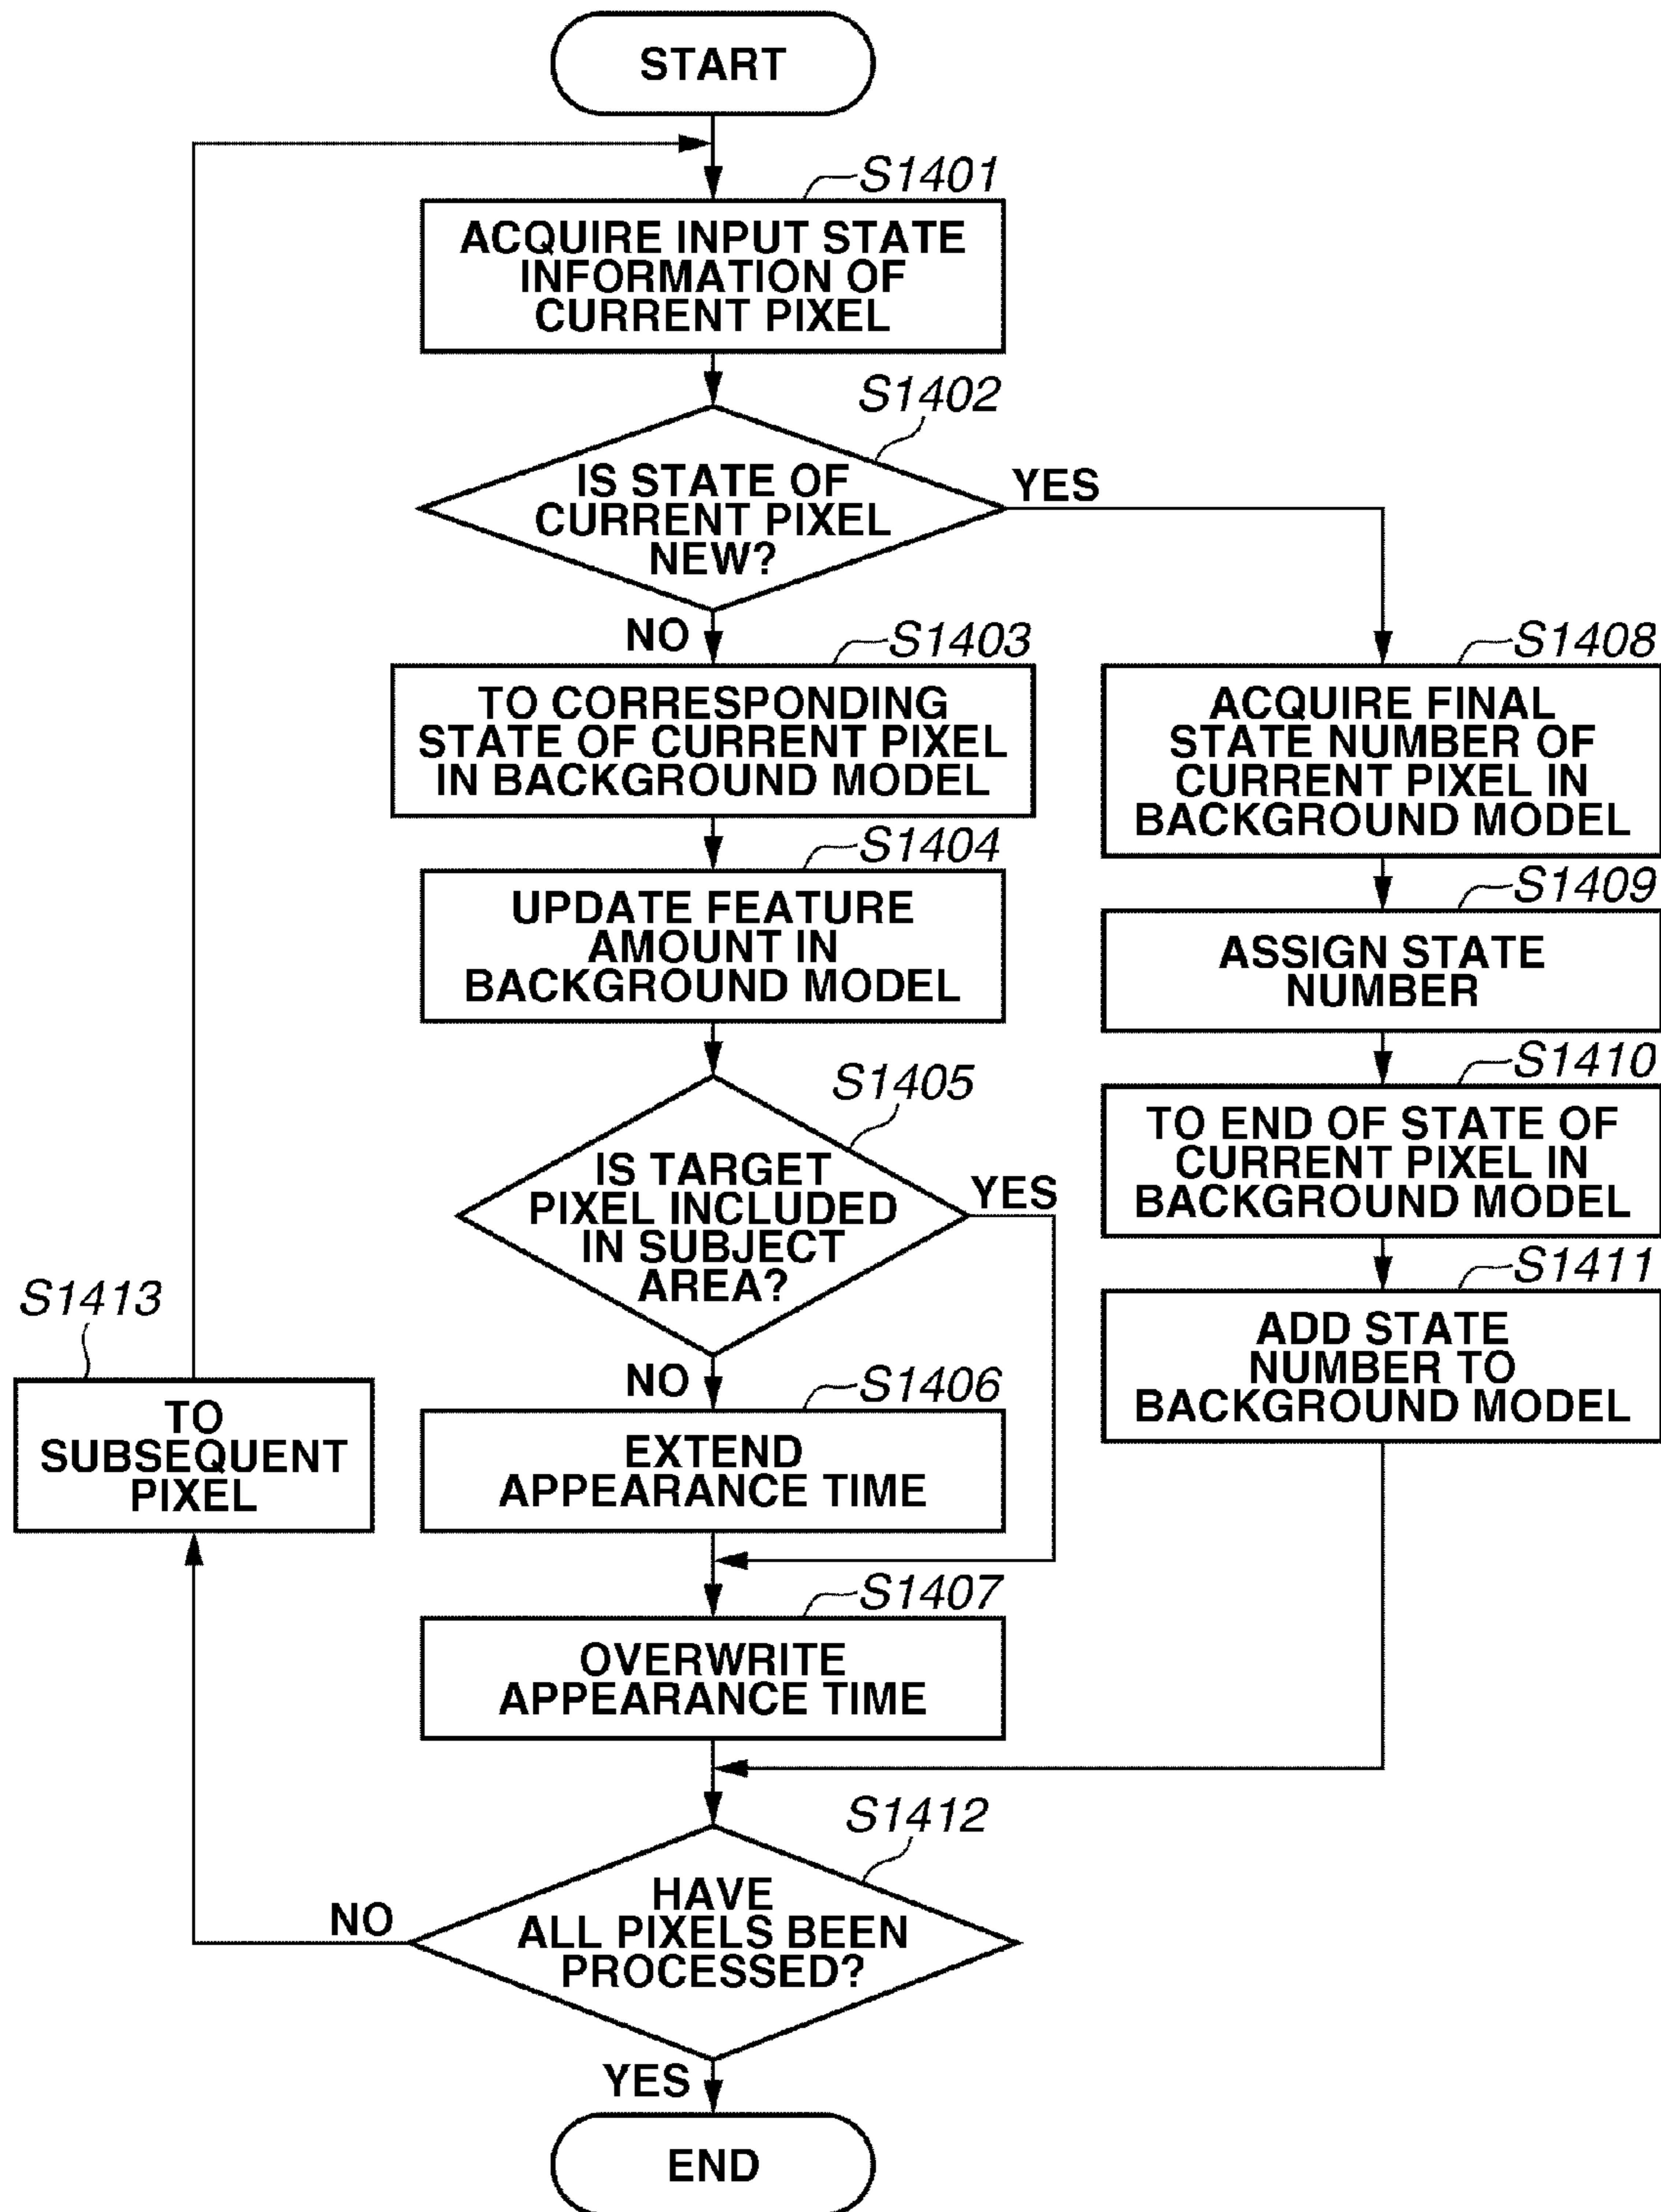 START
S1401
ACQUIRE INPUT STATE
INFORMATION OF
CURRENT PIXEL
S1402
IS STATE OF
CURRENT PIXEL
NEW?
YES
NO
S1403
TO CORRESPONDING
STATE OF CURRENT PIXEL
IN BACKGROUND MODEL
S1404
UPDATE FEATURE
AMOUNT IN
BACKGROUND MODEL
S1405
IS TARGET
PIXEL INCLUDED
IN SUBJECT
AREA?
YES
NO
S1406
EXTEND
APPEARANCE TIME
S1407
OVERWRITE
APPEARANCE TIME
S1408
ACQUIRE FINAL
STATE NUMBER OF
CURRENT PIXEL IN
BACKGROUND MODEL
S1409
ASSIGN STATE
NUMBER
S1410
TO END OF STATE OF
CURRENT PIXEL IN
BACKGROUND MODEL
S1411
ADD STATE
NUMBER TO
BACKGROUND MODEL
S1412
HAVE
ALL PIXELS BEEN
PROCESSED?
NO
S1413
TO
SUBSEQUENT
PIXEL
YES
END